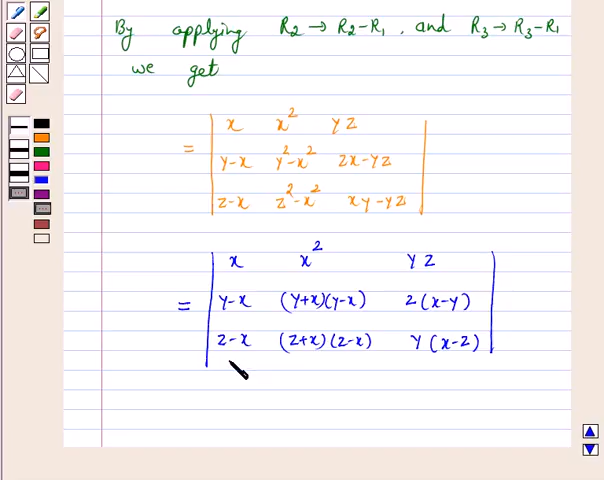 By applying R₂ → R₂-R₁ , and R₃ → R₃-R₁
we get
= | x x² yz |
| y-x y²-x² zx-yz |
| z-x z²-x² xy-yz |
= | x x² yz |
| y-x (y+x)(y-x) z(x-y) |
| z-x (z+x)(z-x) y(x-z) |